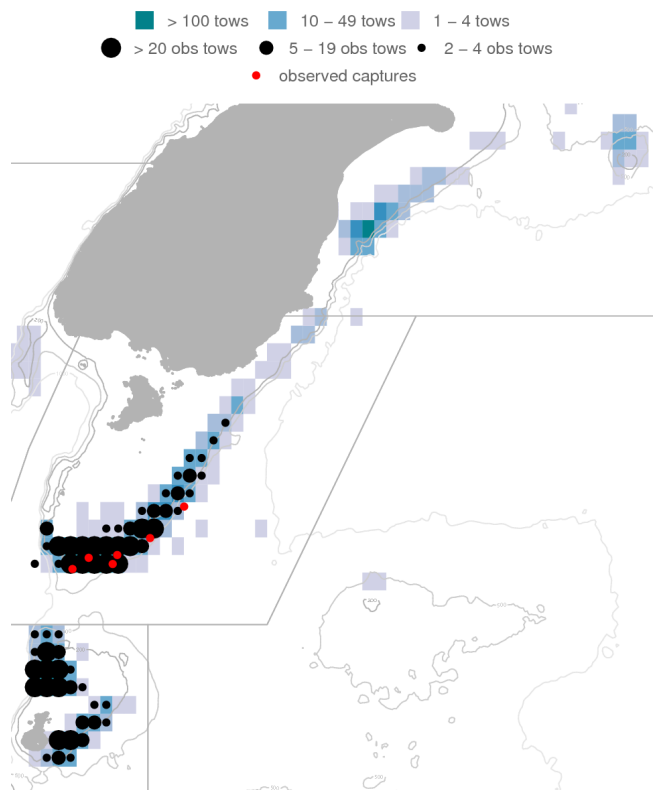 > 100 tows 10 – 49 tows 1 – 4 tows
> 20 obs tows 5 – 19 obs tows 2 – 4 obs tows
observed captures